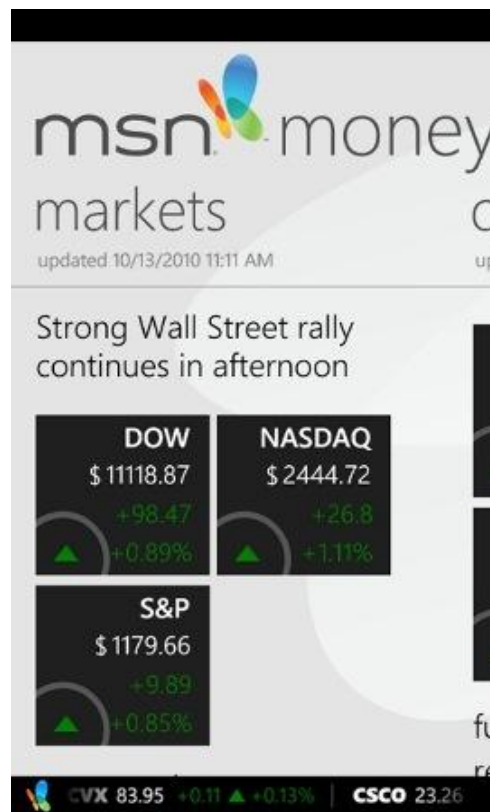 msn money
markets
updated 10/13/2010 11:11 AM
Strong Wall Street rally
continues in afternoon
DOW
$ 11118.87
+98.47
+0.89%
NASDAQ
$ 2444.72
+26.8
+1.11%
S&P
$ 1179.66
+9.89
+0.85%
CVX 83.95 +0.11 ▲ +0.13% | CSCO 23.26